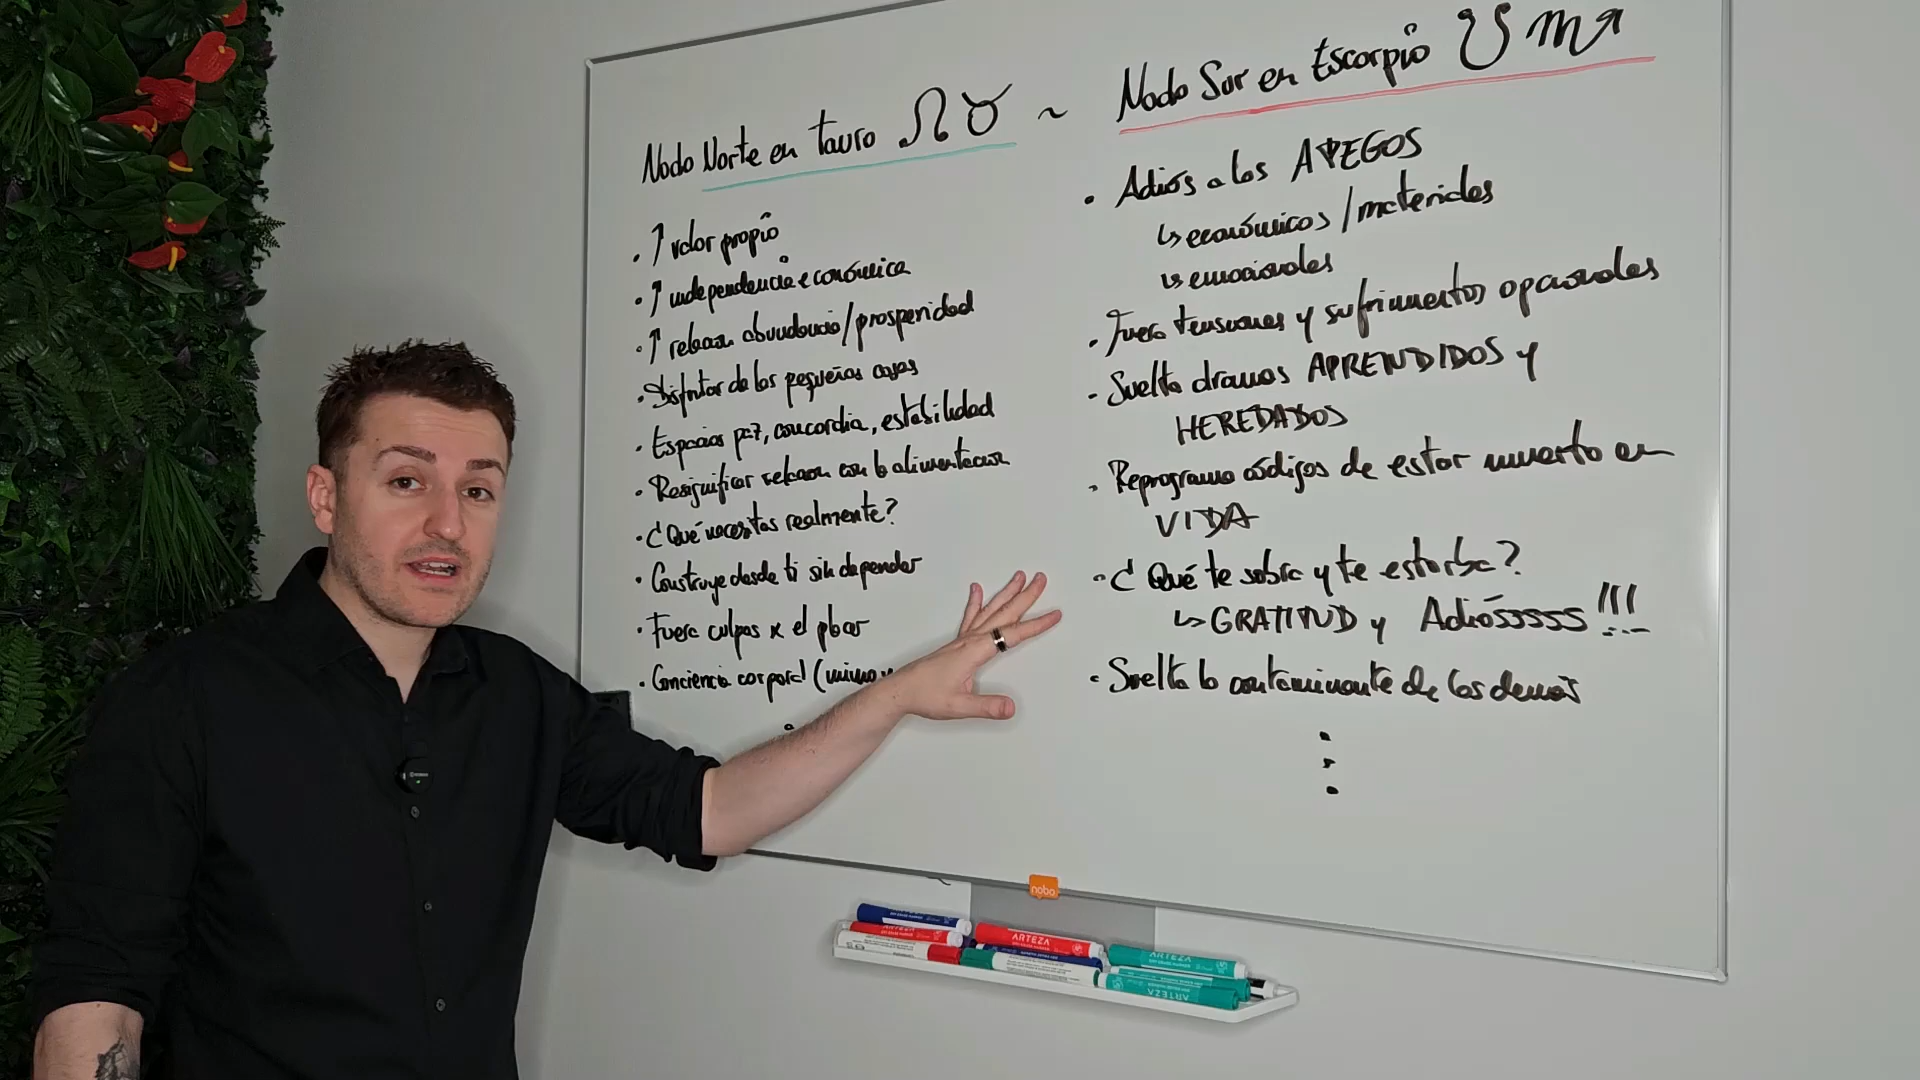 Nodo Norte en Tauro ☊ ♉ ~
• ↑ valor propio
• ↑ independencia económica
• ↑ relación abundancia/prosperidad
• Disfrutar de las pequeñas cosas
• Espacios paz, concordia, estabilidad
• Resignificar relación con la alimentación
• ¿Qué necesitas realmente?
• Construye desde ti sin depender
• Fuera culpas x el placer
• Conciencia corporal (
Nodo Sur en Escorpio ☋ ♏
• Adiós a los APEGOS
↳ económicos/materiales
↳ emocionales
• Fuera tensiones y sufrimientos opcionales
• Suelta dramas APRENDIDOS y
HEREDADOS
• Reprograma códigos de estar muerto en
VIDA
• ¿Qué te sobra y te estorba?
↳ GRATITUD y Adiósssss!!!
• Suelta lo contaminante de los demás
nobo
ARTEZA
ARTEZA
ARTEZA
ARTEZA